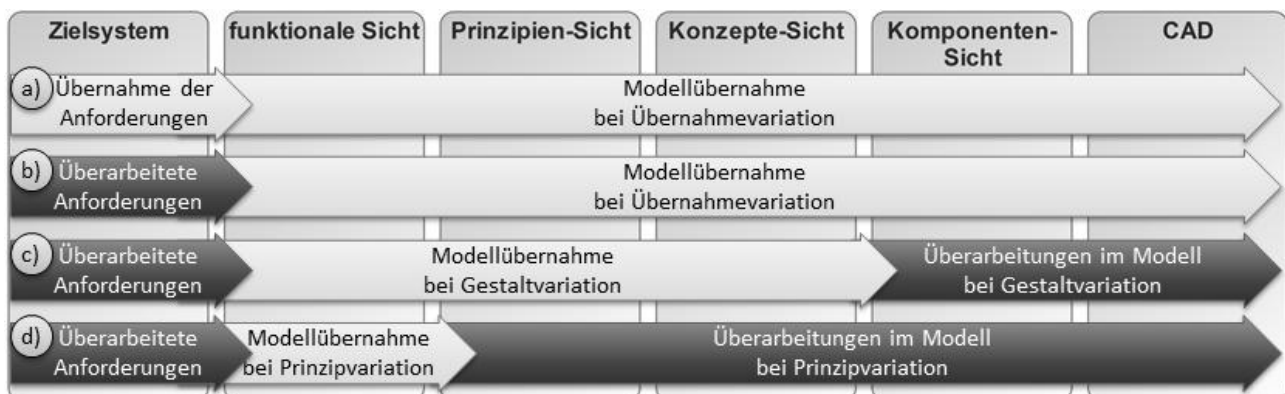 Zielsystem
funktionale Sicht
Prinzipien-Sicht
Konzepte-Sicht
Komponenten-
Sicht
CAD
a) Übernahme der
Anforderungen
Modellübernahme
bei Übernahmevariation
b) Überarbeitete
Anforderungen
Modellübernahme
bei Übernahmevariation
c) Überarbeitete
Anforderungen
Modellübernahme
bei Gestaltvariation
Überarbeitungen im Modell
bei Gestaltvariation
d) Überarbeitete
Anforderungen
Modellübernahme
bei Prinzipvariation
Überarbeitungen im Modell
bei Prinzipvariation